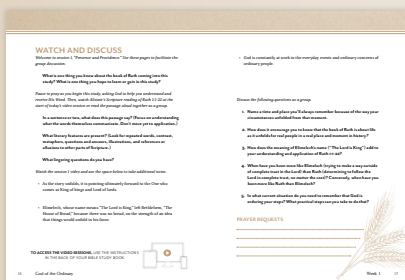 WATCH AND DISCUSS
Welcome to session 1, "Presence and Providence." Use these pages to facilitate the
group discussion.
What is one thing you know about the book of Ruth coming into this
study? What is one thing you hope to learn or gain in this study?
Pause to pray as you begin this study, asking God to help you understand and
receive His Word. Then, watch Alistair's Scripture reading of Ruth 1:1-22 at the
start of today's video session or read the passage aloud together as a group.
In a sentence or two, what does this passage say? (Focus on understanding
what the words themselves communicate. Don't move yet to application.)
What literary features are present? (Look for repeated words, contrast,
metaphors, questions and answers, illustrations, and references or
allusions to other parts of Scripture.)
What lingering questions do you have?
Watch the session 1 video and use the space below to take additional notes.
• As the story unfolds, it is pointing ultimately forward to the One who
comes as King of kings and Lord of lords.
• Elimelech, whose name means "The Lord is King," left Bethlehem, "The
House of Bread," because there was no bread, on the strength of an idea
that things would unfold in his favor.
TO ACCESS THE VIDEO SESSIONS, USE THE INSTRUCTIONS
IN THE BACK OF YOUR BIBLE STUDY BOOK.
16 God of the Ordinary
• God is constantly at work in the everyday events and ordinary concerns of
ordinary people.
Discuss the following questions as a group.
1. Name a time and place you'll always remember because of the way your
circumstances unfolded from that moment.
2. How does it encourage you to know that the book of Ruth is about life
as it unfolds for real people in a real place and moment in history?
3. How does the meaning of Elimelech's name ("The Lord is King") add to
your understanding and application of Ruth 1:1-22?
4. When have you been more like Elimelech (trying to make a way outside
of complete trust in the Lord) than Ruth (determining to follow the
Lord in complete trust, no matter the cost)? Conversely, when have you
been more like Ruth than Elimelech?
5. In what current situation do you need to remember that God is
ordering your steps? What practical steps can you take to obey Him?
PRAYER REQUESTS
Week 1 17